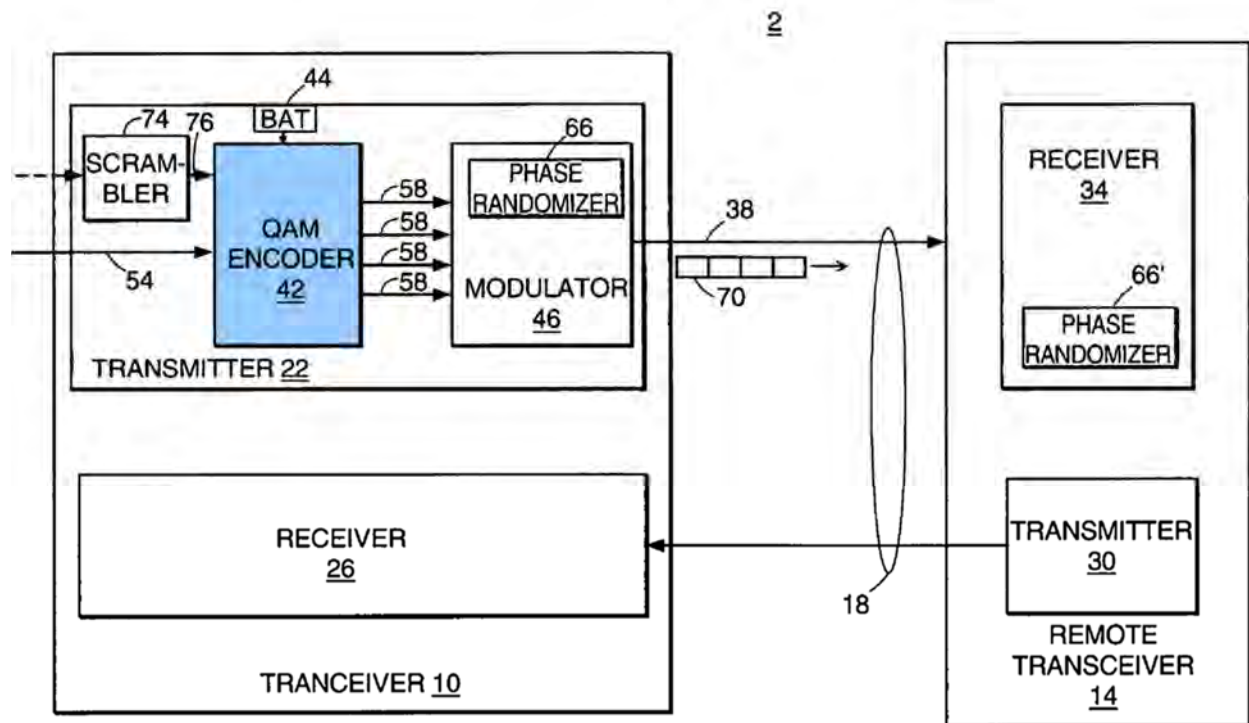 2
44
74
76
BAT
66
SCRAM-
BLER
PHASE
RANDOMIZER
58
58
58
58
QAM
ENCODER
42
MODULATOR
46
54
TRANSMITTER 22
38
70
RECEIVER
34
66'
PHASE
RANDOMIZER
RECEIVER
26
18
TRANSMITTER
30
TRANCEIVER 10
REMOTE
TRANSCEIVER
14